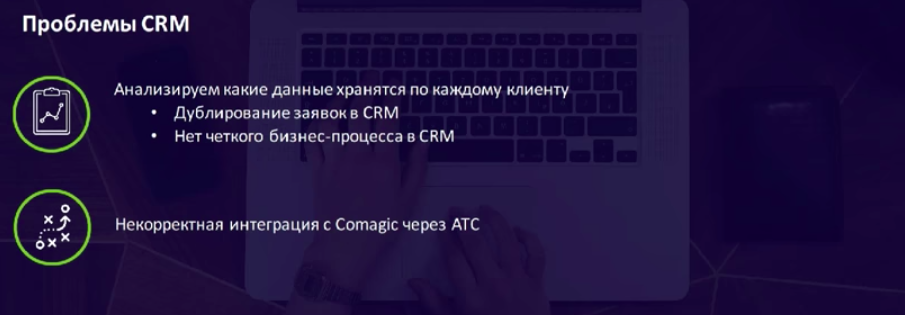 Проблемы CRM
Анализируем какие данные хранятся по каждому клиенту
• Дублирование заявок в CRM
• Нет четкого бизнес-процесса в CRM
Некорректная интеграция с Comagic через АТС